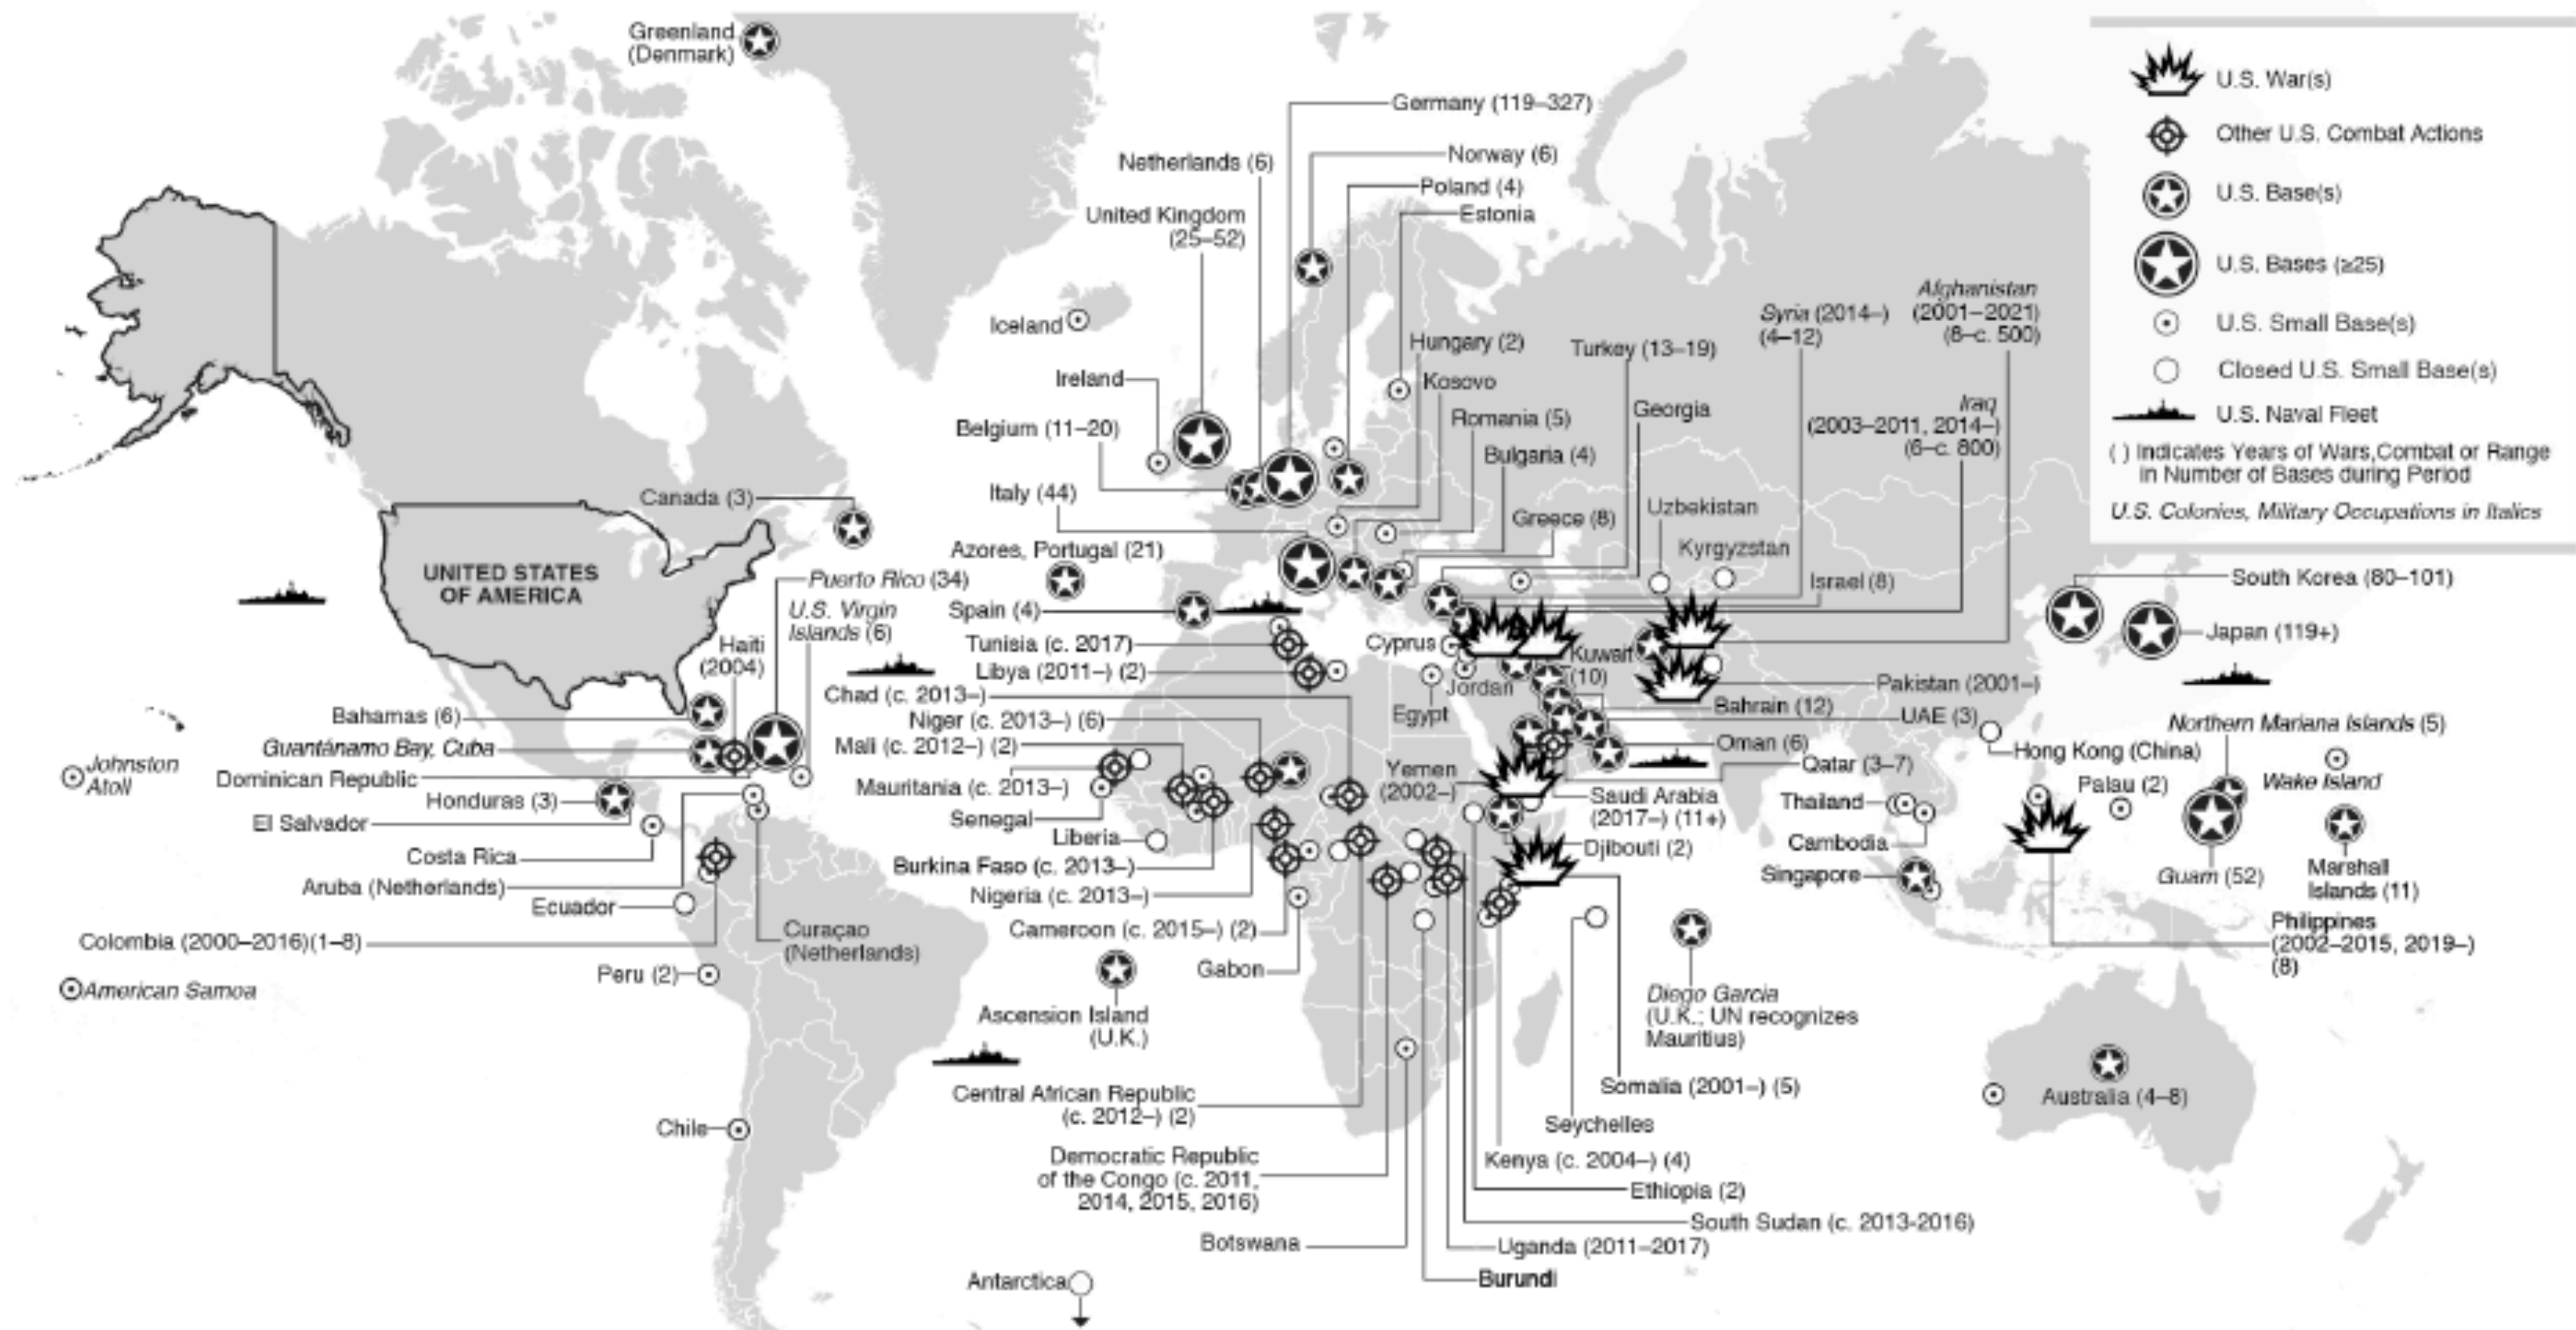 Greenland
(Denmark)
Germany (119–327)
Norway (6)
Netherlands (6)
Poland (4)
United Kingdom
(25–52)
Estonia
Iceland
Ireland
Belgium (11–20)
Italy (44)
Hungary (2)
Kosovo
Romania (5)
Bulgaria (4)
Greece (8)
Turkey (13–19)
Georgia
Syria (2014–)
(4–12)
Afghanistan
(2001–2021)
(8–c. 500)
Iraq
(2003–2011, 2014–)
(6–c. 800)
Uzbekistan
Kyrgyzstan
Israel (8)
U.S. War(s)
Other U.S. Combat Actions
U.S. Base(s)
U.S. Bases (≥25)
U.S. Small Base(s)
Closed U.S. Small Base(s)
U.S. Naval Fleet
( ) Indicates Years of Wars,Combat or Range
in Number of Bases during Period
U.S. Colonies, Military Occupations in Italics
Canada (3)
UNITED STATES
OF AMERICA
Azores, Portugal (21)
Puerto Rico (34)
U.S. Virgin
Islands (6)
Haiti
(2004)
Spain (4)
Tunisia (c. 2017)
Libya (2011–) (2)
Chad (c. 2013–)
Niger (c. 2013–) (6)
Mali (c. 2012–) (2)
Mauritania (c. 2013–)
Senegal
Liberia
Burkina Faso (c. 2013–)
Nigeria (c. 2013–)
Cameroon (c. 2015–) (2)
Gabon
Cyprus
Jordan
Egypt
Kuwait
(10)
Yemen
(2002–)
Pakistan (2001–)
Bahrain (12)
UAE (3)
Oman (6)
Qatar (3–7)
Saudi Arabia
(2017–) (11+)
Djibouti (2)
South Korea (80–101)
Japan (119+)
Northern Mariana Islands (5)
Hong Kong (China)
Palau (2)
Wake Island
Thailand
Cambodia
Singapore
Guam (52)
Marshall
Islands (11)
Philippines
(2002–2015, 2019–)
(8)
Bahamas (6)
Guantánamo Bay, Cuba
Johnston
Atoll
Dominican Republic
Honduras (3)
El Salvador
Costa Rica
Aruba (Netherlands)
Ecuador
Colombia (2000–2016)(1–8)
Curaçao
(Netherlands)
Peru (2)
American Samoa
Chile
Ascension Island
(U.K.)
Central African Republic
(c. 2012–) (2)
Democratic Republic
of the Congo (c. 2011,
2014, 2015, 2016)
Botswana
Antarctica
Diego Garcia
(U.K.; UN recognizes
Mauritius)
Somalia (2001–) (5)
Seychelles
Kenya (c. 2004–) (4)
Ethiopia (2)
South Sudan (c. 2013-2016)
Uganda (2011–2017)
Burundi
Australia (4–8)